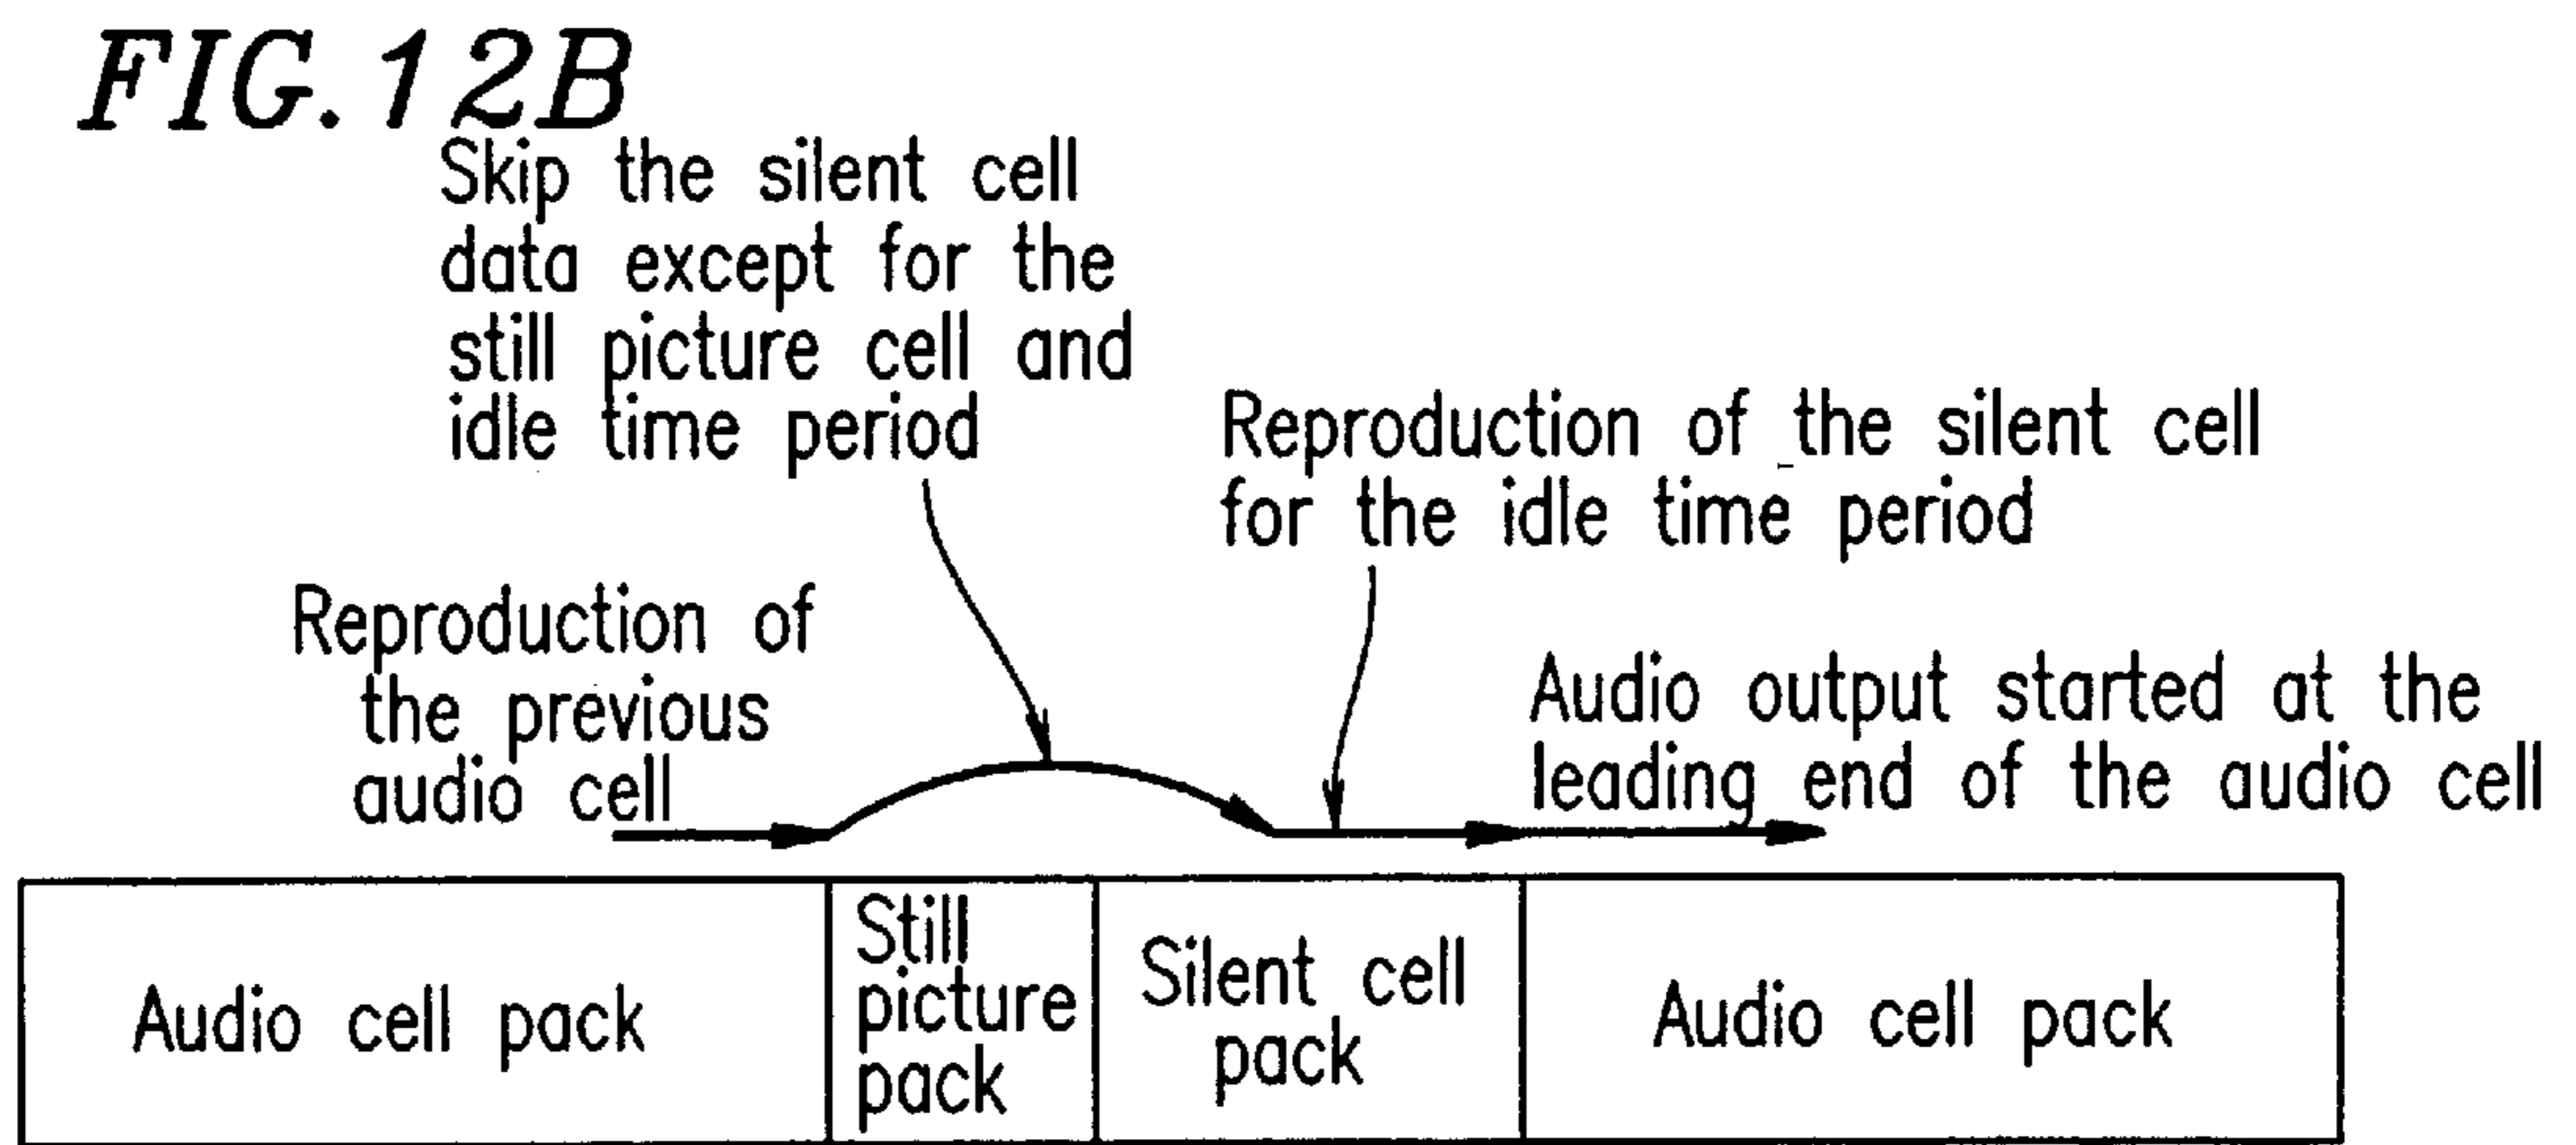 FIG.12B
Skip the silent cell
data except for the
still picture cell and
idle time period
Reproduction of the silent cell
for the idle time period
Reproduction of
the previous
audio cell
Audio output started at the
leading end of the audio cell
Audio cell pack
Still
picture
pack
Silent cell
pack
Audio cell pack